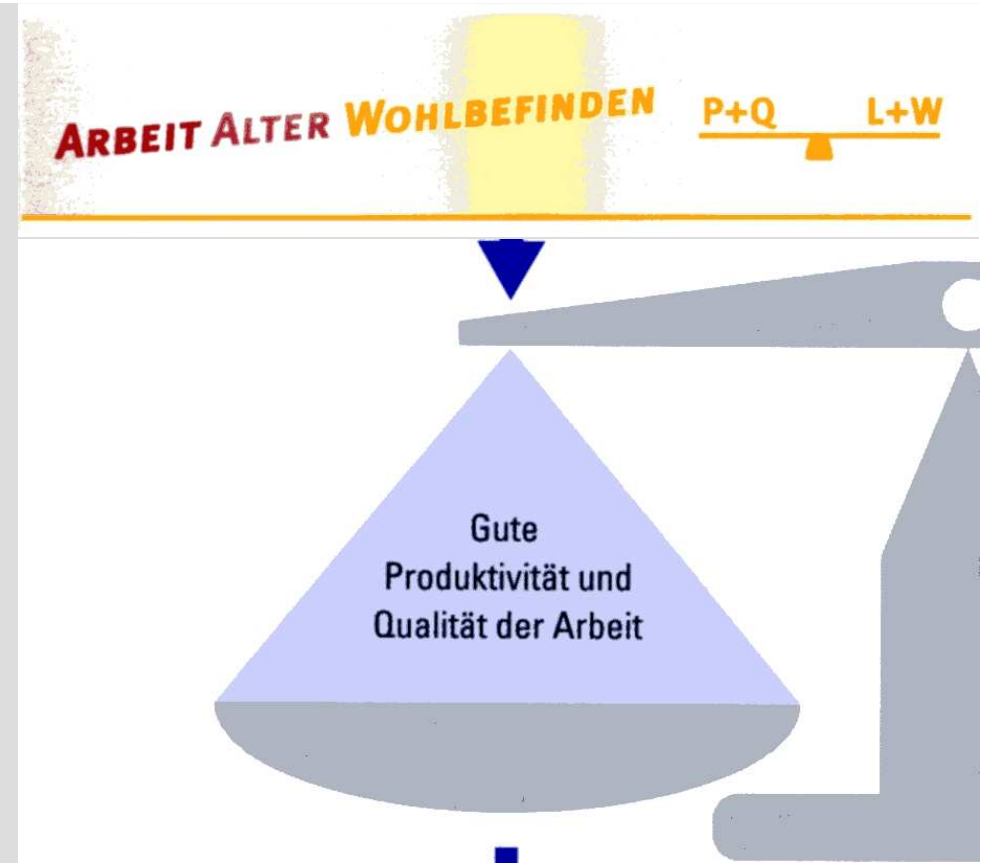 ARBEIT ALTER WOHLBEFINDEN
P+Q L+W
Gute
Produktivität und
Qualität der Arbeit